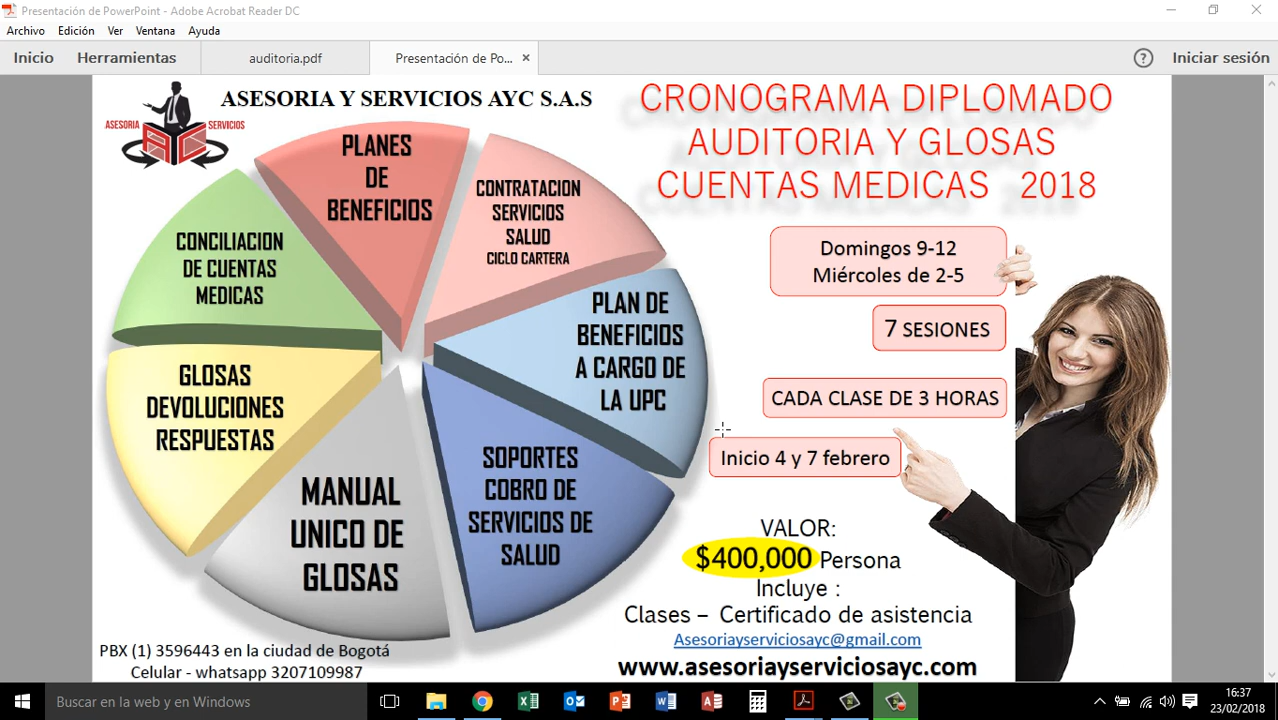 Presentación de PowerPoint - Adobe Acrobat Reader DC
Archivo Edición Ver Ventana Ayuda
Inicio Herramientas auditoria.pdf Presentación de Po... × ? Iniciar sesión
ASESORIA Y SERVICIOS AYC S.A.S
ASESORIA SERVICIOS
AYC
CRONOGRAMA DIPLOMADO
AUDITORIA Y GLOSAS
CUENTAS MEDICAS 2018
PLANES
DE
BENEFICIOS
CONTRATACION
SERVICIOS
SALUD
CICLO CARTERA
PLAN DE
BENEFICIOS
A CARGO DE
LA UPC
SOPORTES
COBRO DE
SERVICIOS DE
SALUD
MANUAL
UNICO DE
GLOSAS
GLOSAS
DEVOLUCIONES
RESPUESTAS
CONCILIACION
DE CUENTAS
MEDICAS
Domingos 9-12
Miércoles de 2-5
7 SESIONES
CADA CLASE DE 3 HORAS
Inicio 4 y 7 febrero
VALOR:
$400,000 Persona
Incluye :
Clases – Certificado de asistencia
Asesoriayserviciosayc@gmail.com
www.asesoriayserviciosayc.com
PBX (1) 3596443 en la ciudad de Bogotá
Celular - whatsapp 3207109987
Buscar en la web y en Windows
16:37
23/02/2018